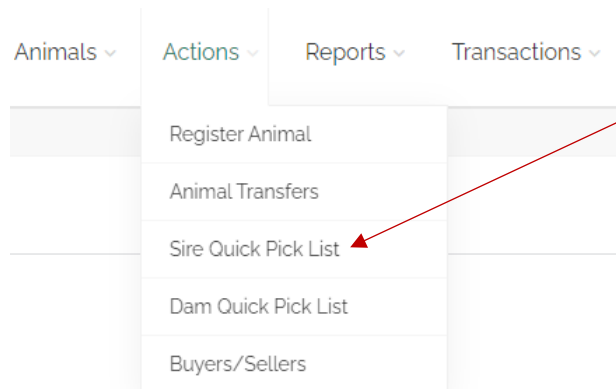 Animals Actions Reports Transactions
Register Animal
Animal Transfers
Sire Quick Pick List
Dam Quick Pick List
Buyers/Sellers